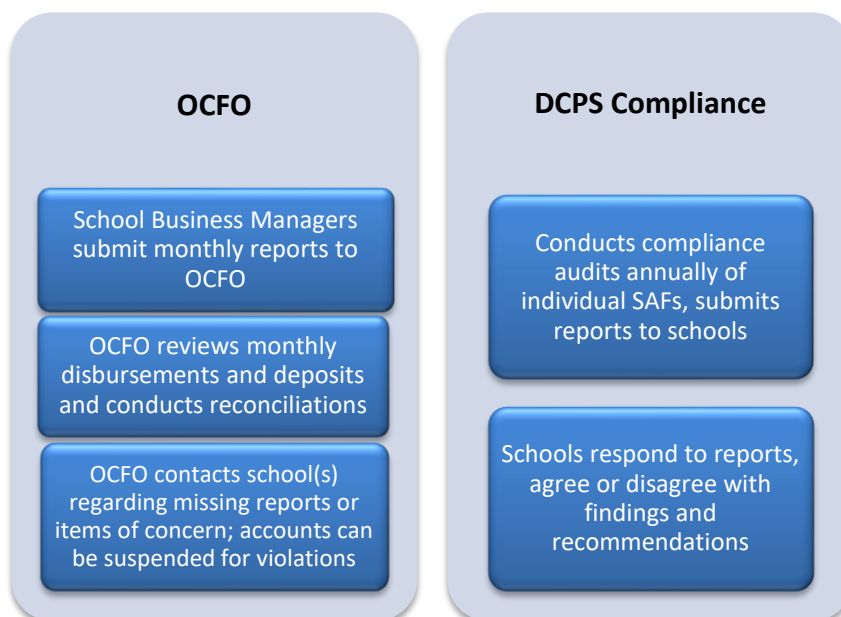 OCFO
School Business Managers
submit monthly reports to
OCFO
OCFO reviews monthly
disbursements and deposits
and conducts reconciliations
OCFO contacts school(s)
regarding missing reports or
items of concern; accounts can
be suspended for violations
DCPS Compliance
Conducts compliance
audits annually of
individual SAFs, submits
reports to schools
Schools respond to reports,
agree or disagree with
findings and
recommendations